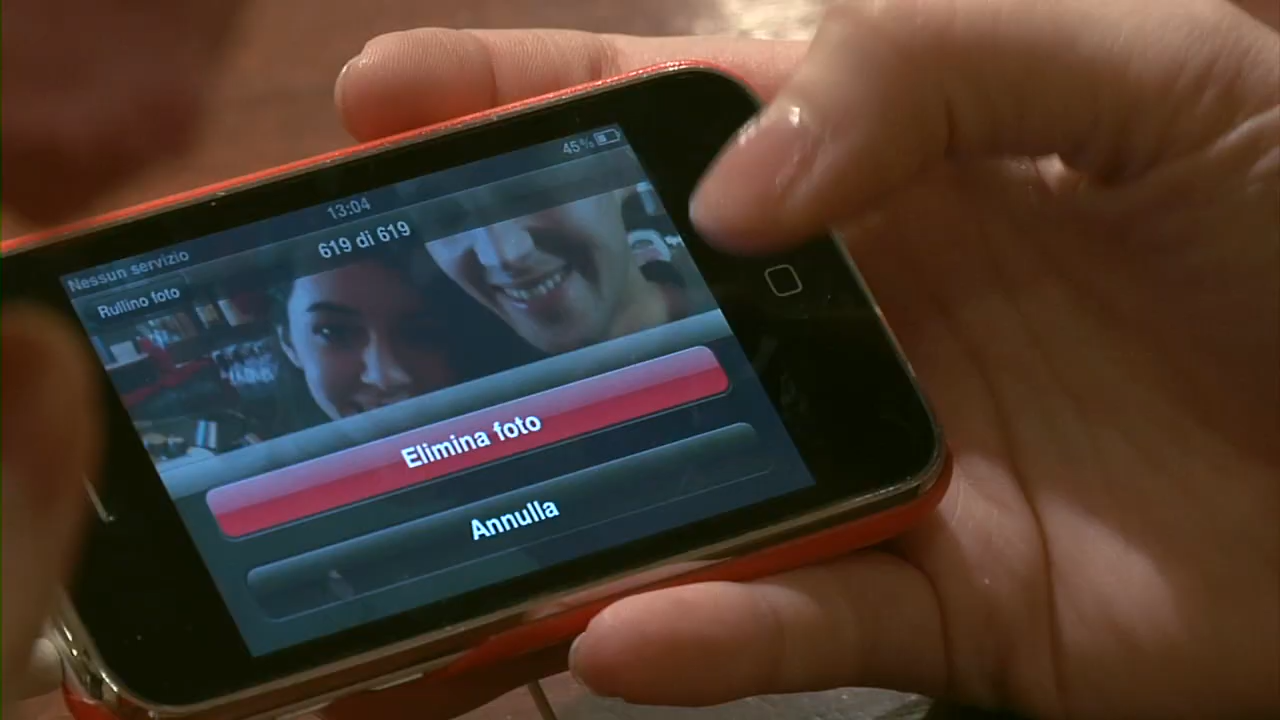 Nessun servizio
13:04
45%
Rullino foto
619 di 619
Elimina foto
Annulla